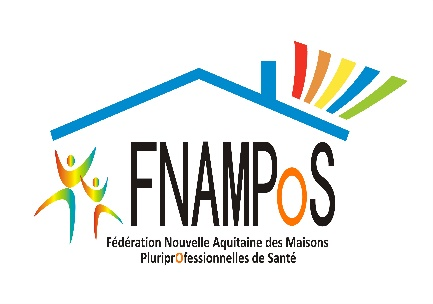 FNAMPoS
Fédération Nouvelle Aquitaine des Maisons
PluriprOfessionnelles de Santé